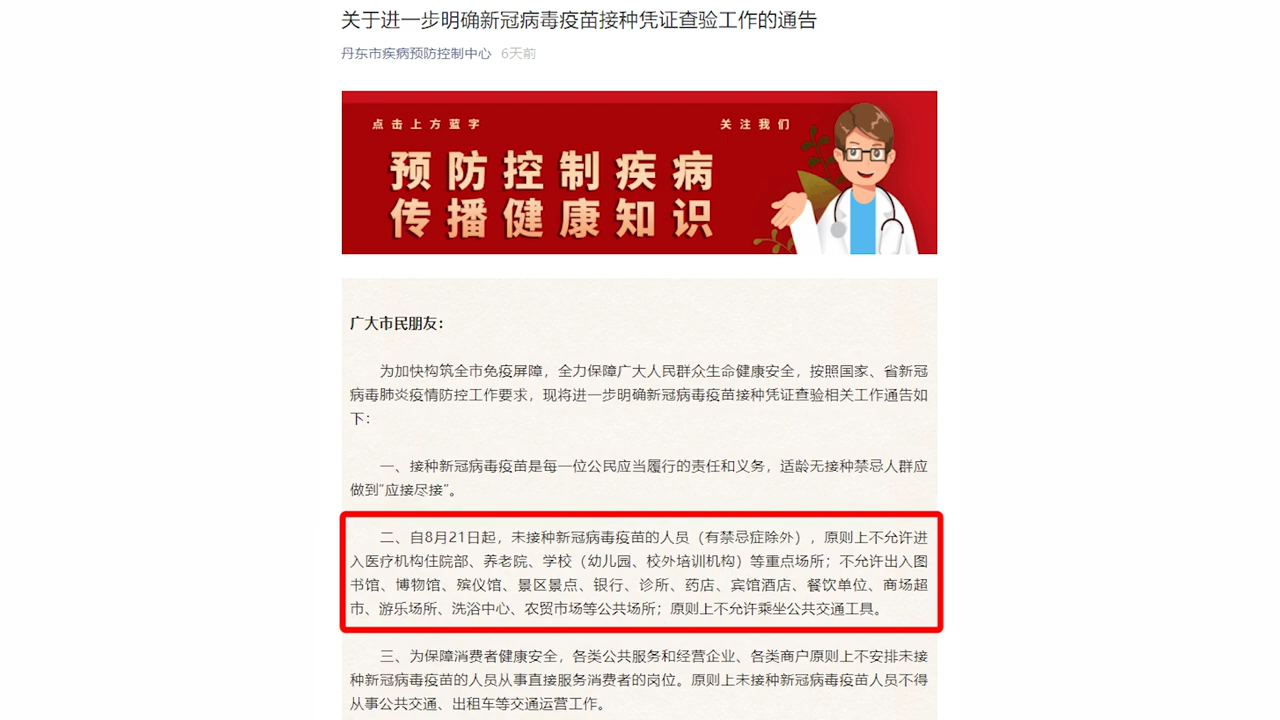 关于进一步明确新冠病毒疫苗接种凭证查验工作的通告
丹东市疾病预防控制中心 6天前
点击上方蓝字 关注我们
预防控制疾病
传播健康知识
广大市民朋友：
为加快构筑全市免疫屏障，全力保障广大人民群众生命健康安全，按照国家、省新冠
病毒肺炎疫情防控工作要求，现将进一步明确新冠病毒疫苗接种凭证查验相关工作通告如
下：
一、接种新冠病毒疫苗是每一位公民应当履行的责任和义务，适龄无接种禁忌人群应
做到“应接尽接”。
二、自8月21日起，未接种新冠病毒疫苗的人员（有禁忌症除外），原则上不允许进
入医疗机构住院部、养老院、学校（幼儿园、校外培训机构）等重点场所；不允许出入图
书馆、博物馆、殡仪馆、景区景点、银行、诊所、药店、宾馆酒店、餐饮单位、商场超
市、游乐场所、洗浴中心、农贸市场等公共场所；原则上不允许乘坐公共交通工具。
三、为保障消费者健康安全，各类公共服务和经营企业、各类商户原则上不安排未接
种新冠病毒疫苗的人员从事直接服务消费者的岗位。原则上未接种新冠病毒疫苗人员不得
从事公共交通、出租车等交通运营工作。